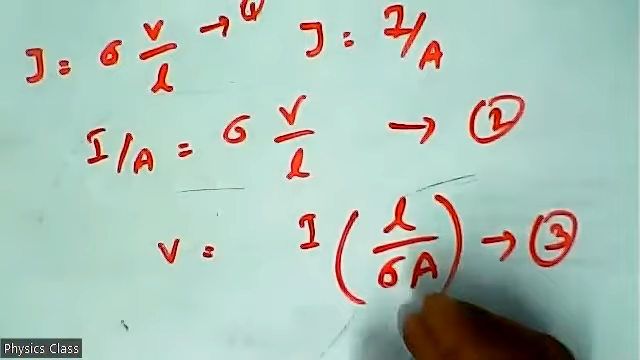 J = σ V/l → ① J = I/A
I/A = σ V/l → ②
V = I (l/σA) → ③
Physics Class